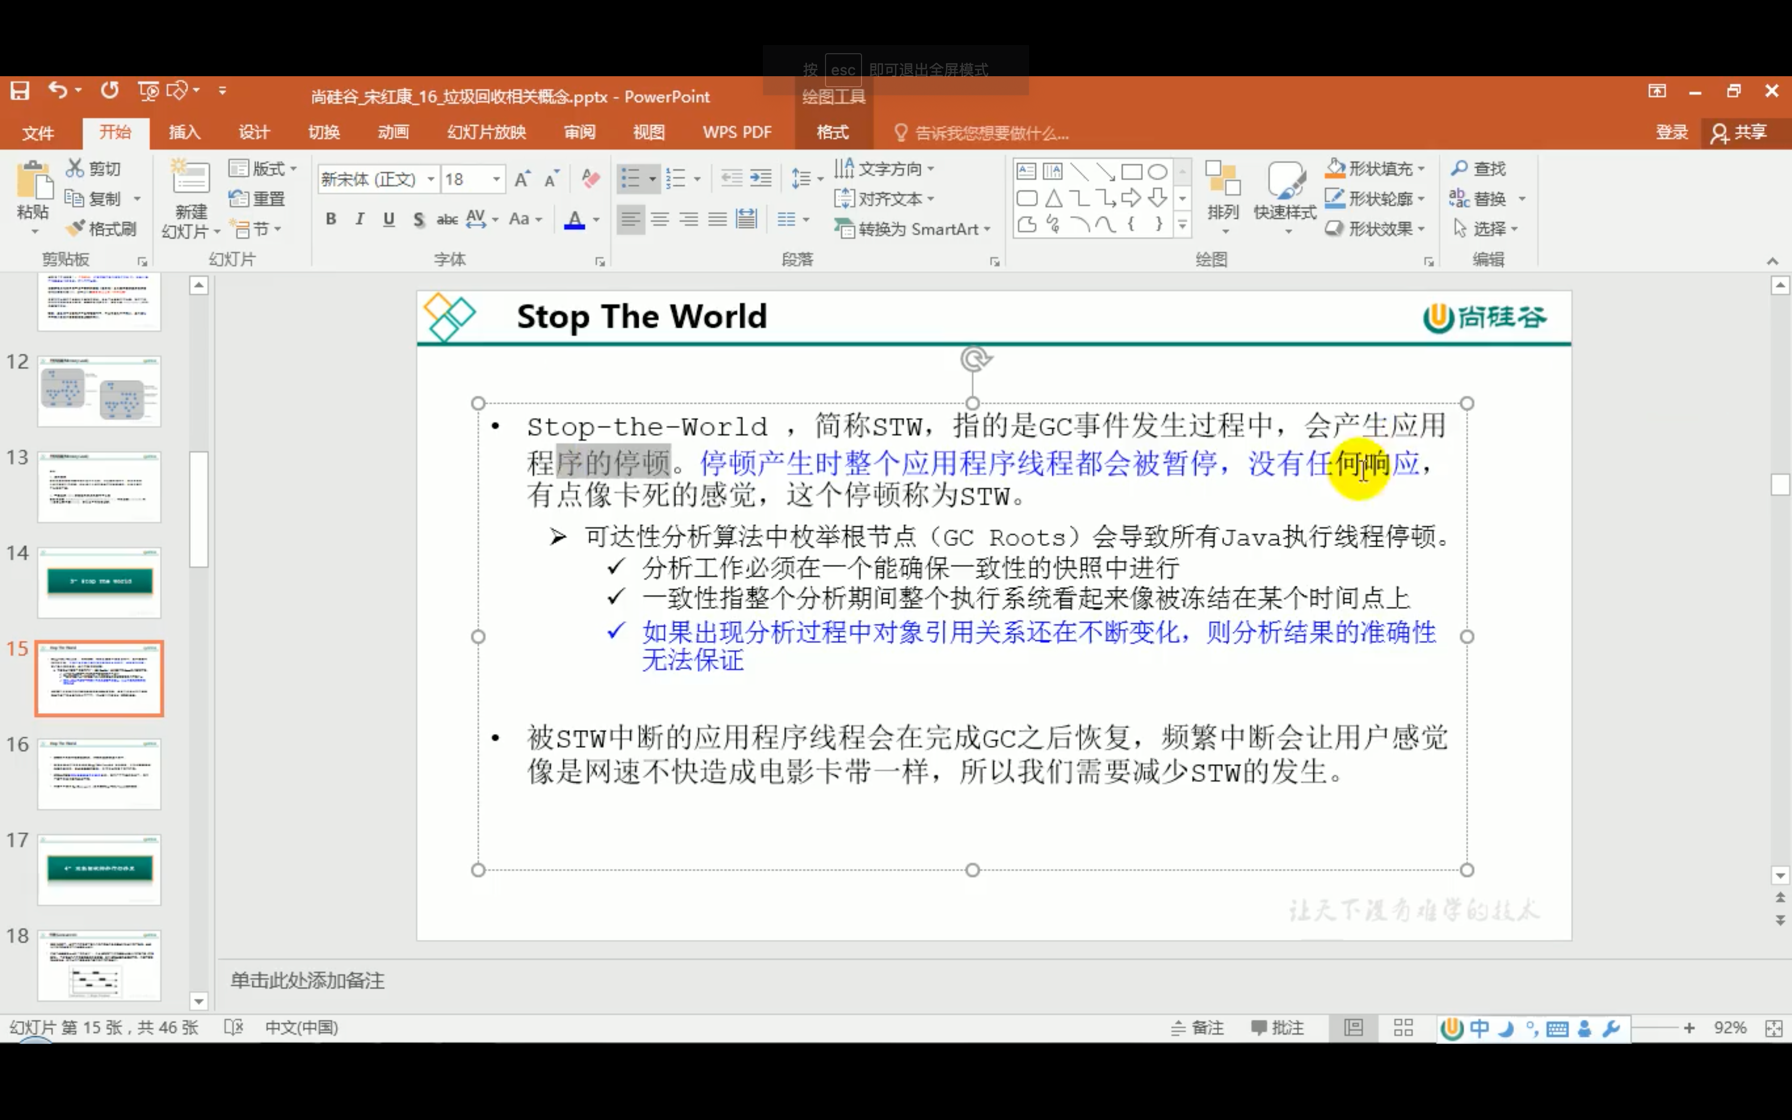 按 esc 即可退出全屏模式
尚硅谷_宋红康_16_垃圾回收相关概念.pptx - PowerPoint
绘图工具
文件 开始 插入 设计 切换 动画 幻灯片放映 审阅 视图 WPS PDF 格式 告诉我您想要做什么... 登录 共享
粘贴 剪切 复制 格式刷 剪贴板
新建幻灯片 版式 重置 节 幻灯片
新宋体 (正文) 18
B I U S abc AV Aa A 字体
文字方向 对齐文本 转换为 SmartArt 段落
排列 快速样式 形状填充 形状轮廓 形状效果 绘图
查找 替换 选择 编辑
12
13
14
3- Stop the World
15
16
17
18
Stop The World
尚硅谷
• Stop-the-World ，简称STW，指的是GC事件发生过程中，会产生应用
程序的停顿。停顿产生时整个应用程序线程都会被暂停，没有任何响应，
有点像卡死的感觉，这个停顿称为STW。
➢ 可达性分析算法中枚举根节点（GC Roots）会导致所有Java执行线程停顿。
✓ 分析工作必须在一个能确保一致性的快照中进行
✓ 一致性指整个分析期间整个执行系统看起来像被冻结在某个时间点上
✓ 如果出现分析过程中对象引用关系还在不断变化，则分析结果的准确性
无法保证
• 被STW中断的应用程序线程会在完成GC之后恢复，频繁中断会让用户感觉
像是网速不快造成电影卡带一样，所以我们需要减少STW的发生。
让天下没有难学的技术
单击此处添加备注
幻灯片 第 15 张，共 46 张 中文(中国) 备注 批注 中 92%